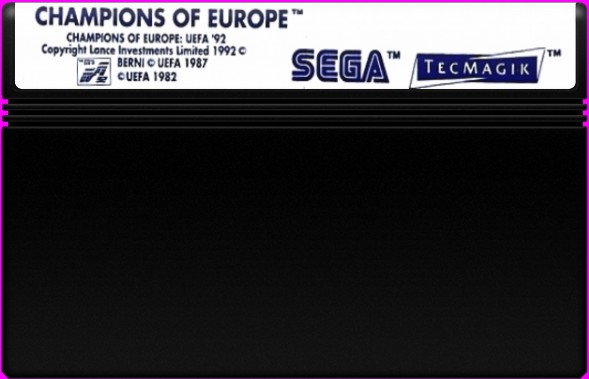 CHAMPIONS OF EUROPE™
CHAMPIONS OF EUROPE: UEFA '92
Copyright Lance Investments Limited 1992 ©
BERNI © UEFA 1987
© UEFA 1982
SEGA™
TECMAGIK™